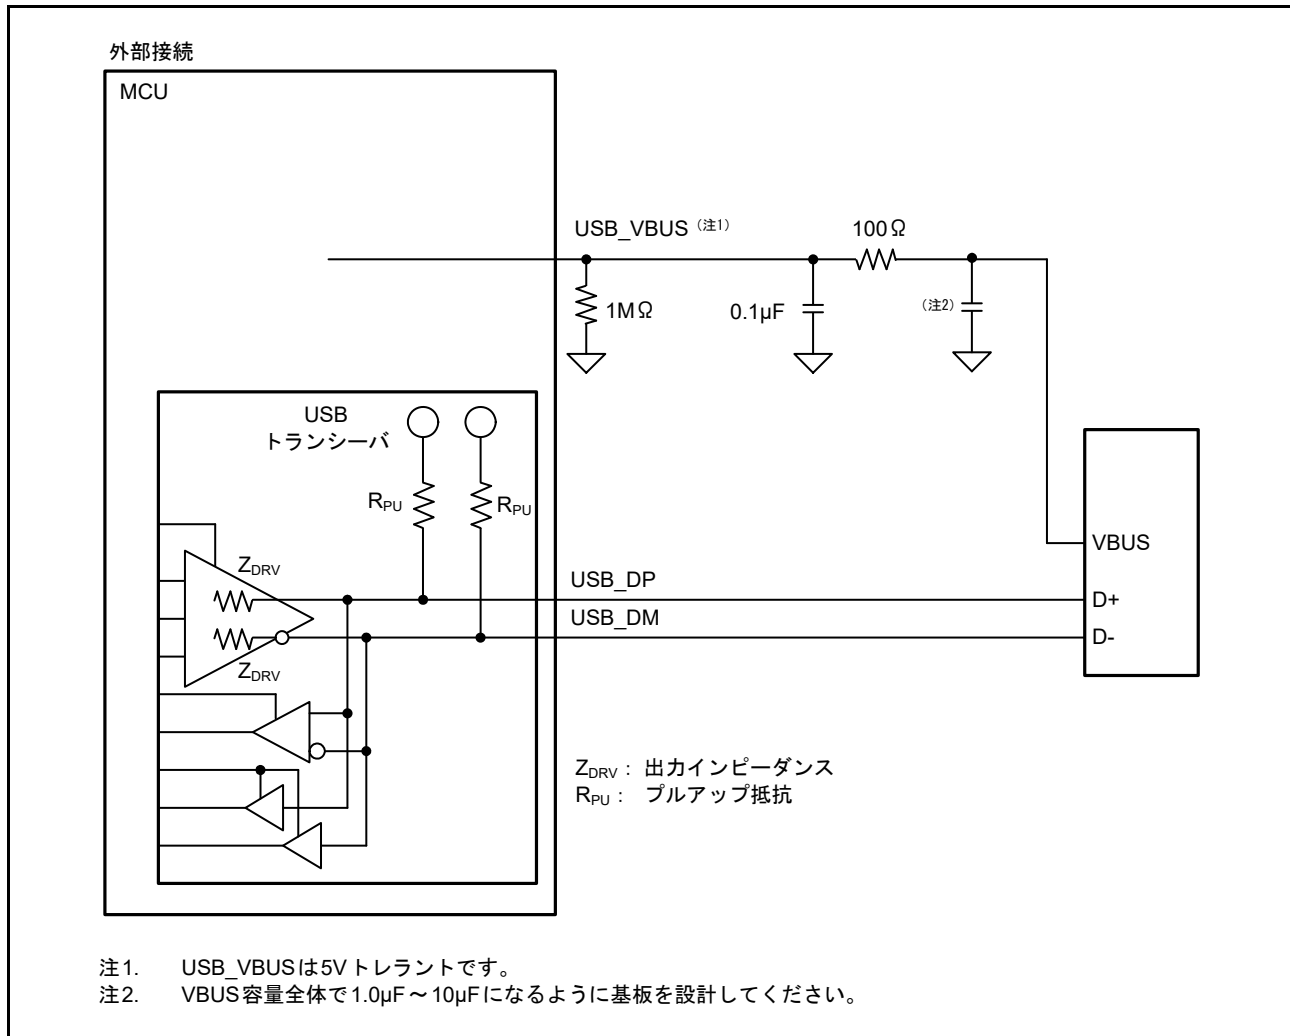 外部接続
MCU
USB_VBUS（注1）
100Ω
1MΩ
0.1μF
（注2）
USB
トランシーバ
RPU
RPU
ZDRV
ZDRV
USB_DP
USB_DM
VBUS
D+
D-
ZDRV： 出力インピーダンス
RPU： プルアップ抵抗
注1. USB_VBUSは5Vトレラントです。
注2. VBUS容量全体で1.0μF～10μFになるように基板を設計してください。